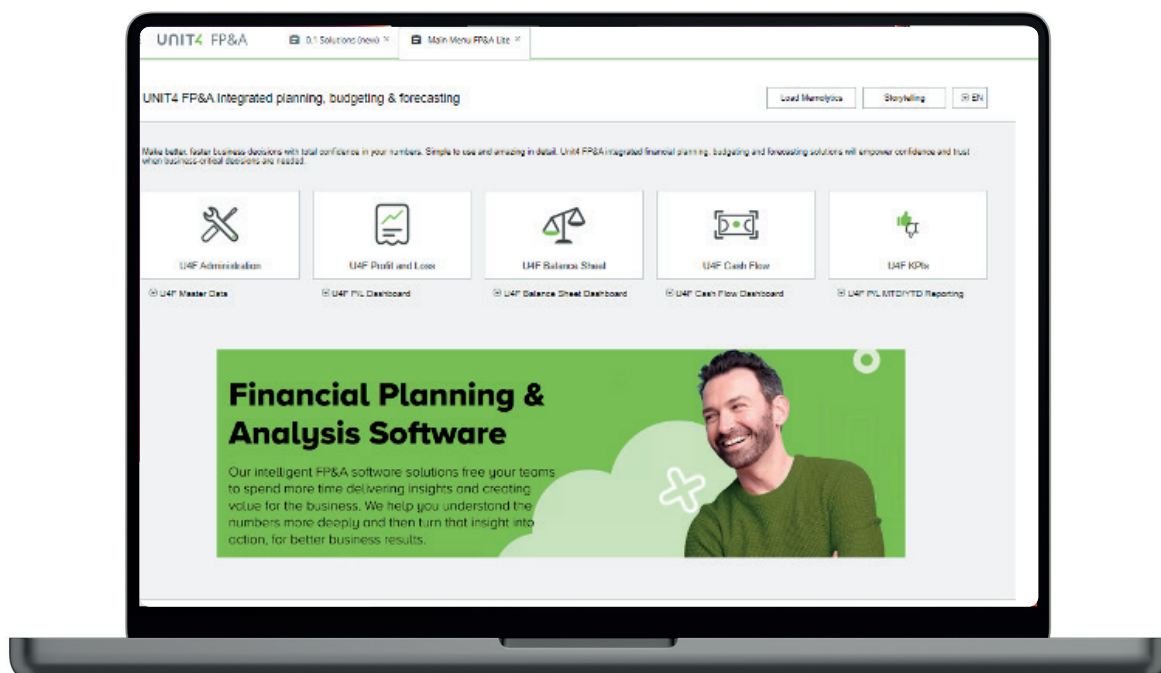 UNIT4 FP&A
0.1 Solutions (new) ×
Main Menu FP&A Lite ×
UNIT4 FP&A Integrated planning, budgeting & forecasting
Load Memolytics
Storytelling
EN
Make better, faster business decisions with total confidence in your numbers. Simple to use and amazing in detail. Unit4 FP&A integrated financial planning, budgeting and forecasting solutions will empower confidence and trust
when business-critical decisions are needed.
U4F Administration
U4F Profit and Loss
U4F Balance Sheet
U4F Cash Flow
U4F KPIs
U4F Master Data
U4F P/L Dashboard
U4F Balance Sheet Dashboard
U4F Cash Flow Dashboard
U4F P/L MTD/YTD Reporting
Financial Planning &
Analysis Software
Our intelligent FP&A software solutions free your teams
to spend more time delivering insights and creating
value for the business. We help you understand the
numbers more deeply and then turn that insight into
action, for better business results.